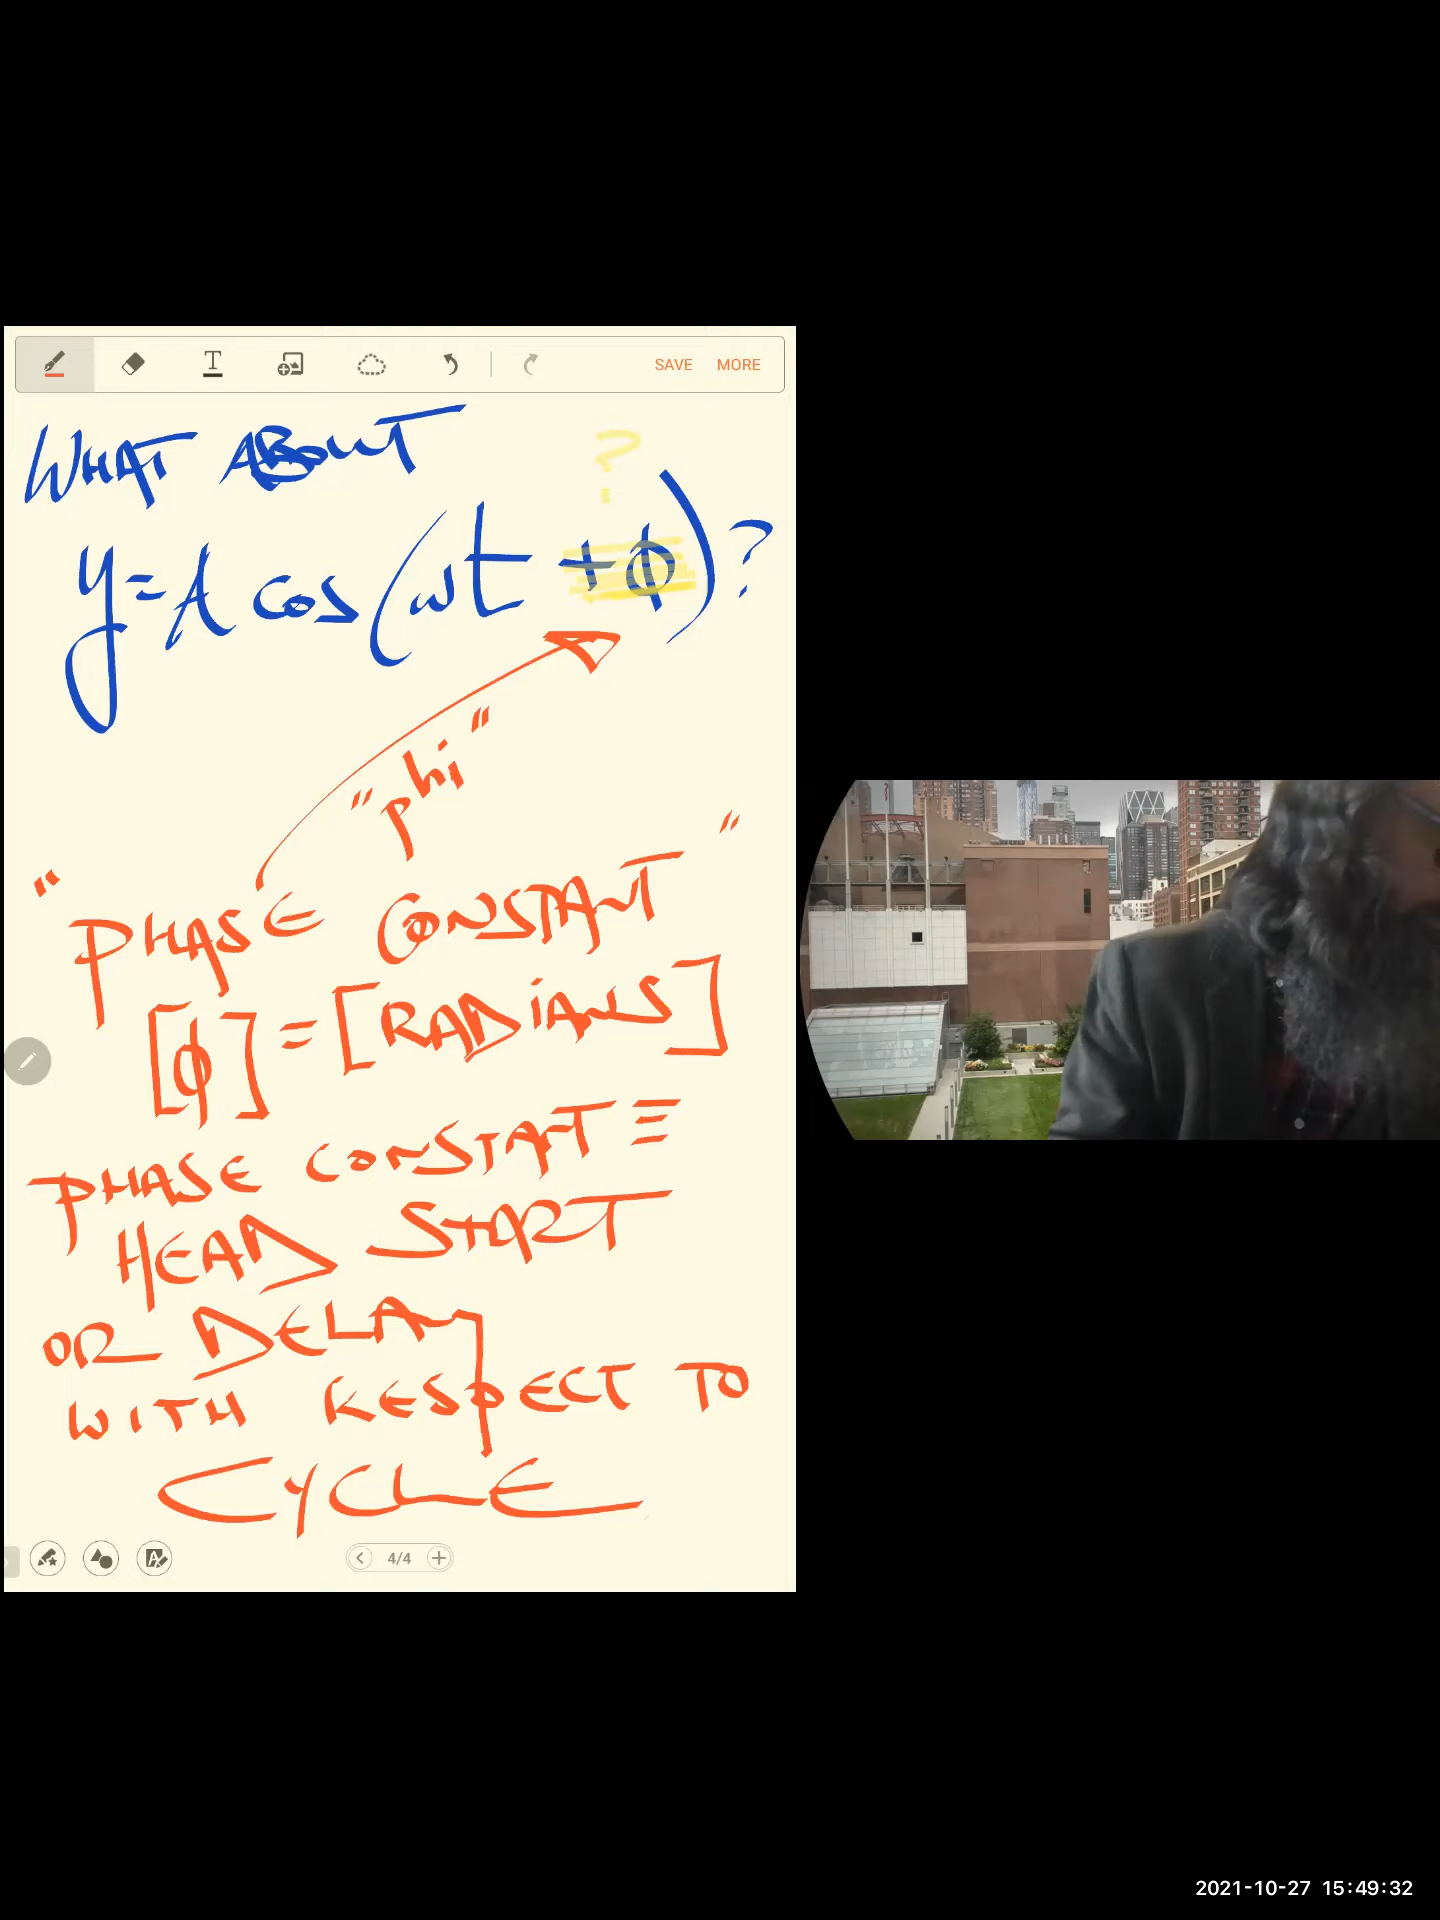 SAVE MORE
WHAT ABOUT
?
y = A cos(ωt + ϕ)?
"phi"
"PHASE CONSTANT"
[ϕ] = [RADIANS]
PHASE CONSTANT ≡
HEAD START
OR DELAY
WITH RESPECT TO
CYCLE
4/4
2021-10-27 15:49:32